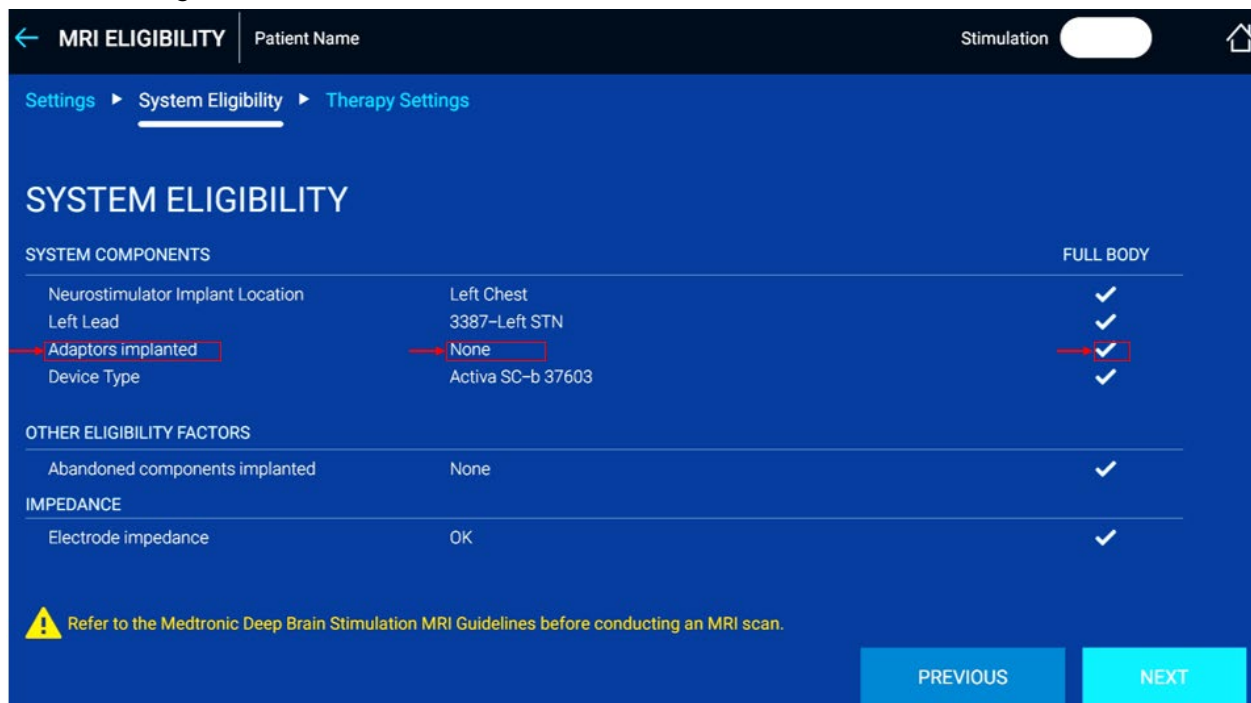 MRI ELIGIBILITY Patient Name Stimulation
Settings ► System Eligibility ► Therapy Settings
SYSTEM ELIGIBILITY
SYSTEM COMPONENTS FULL BODY
Neurostimulator Implant Location Left Chest
Left Lead 3387–Left STN
Adaptors implanted None
Device Type Activa SC–b 37603
OTHER ELIGIBILITY FACTORS
Abandoned components implanted None
IMPEDANCE
Electrode impedance OK
Refer to the Medtronic Deep Brain Stimulation MRI Guidelines before conducting an MRI scan.
PREVIOUS NEXT